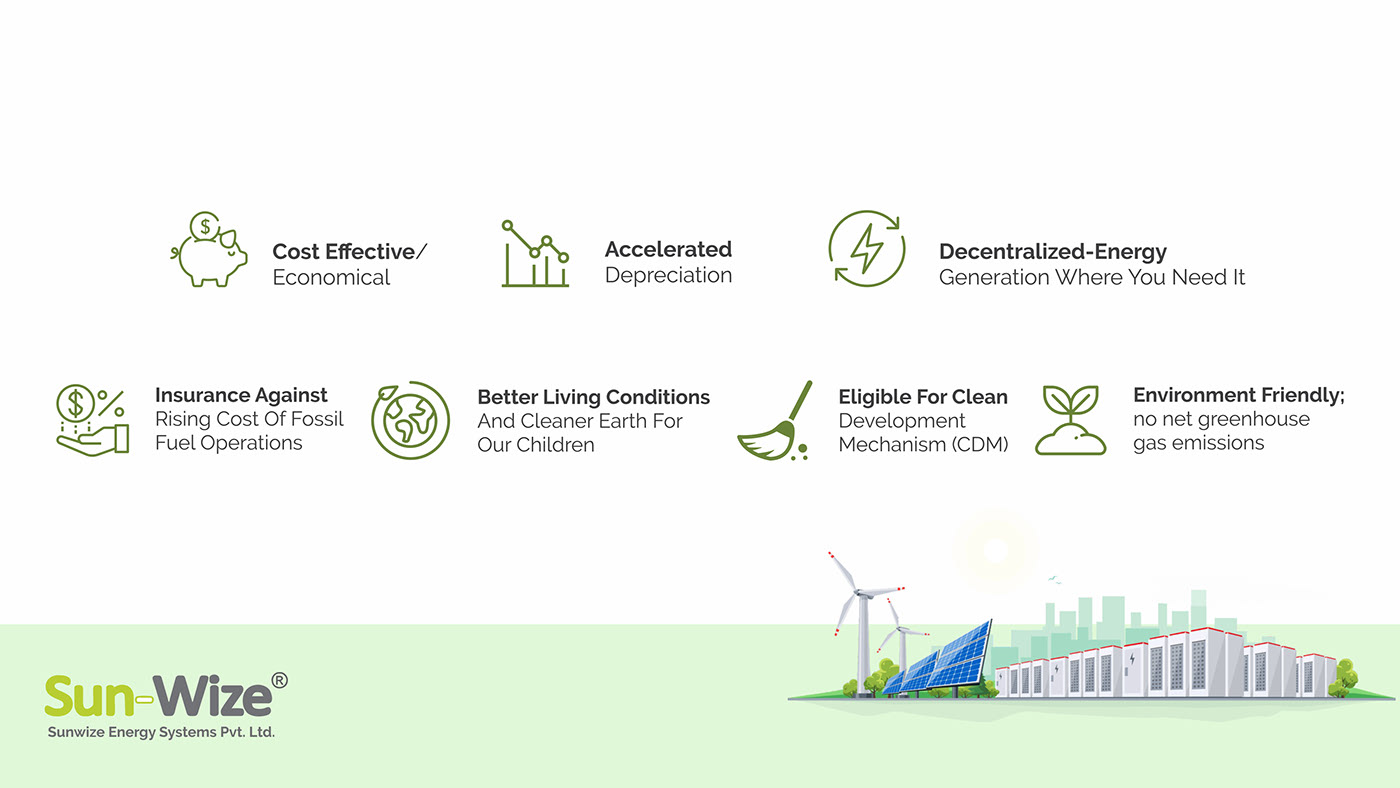 Cost Effective/
Economical
Accelerated
Depreciation
Decentralized-Energy
Generation Where You Need It
Insurance Against
Rising Cost Of Fossil
Fuel Operations
Better Living Conditions
And Cleaner Earth For
Our Children
Eligible For Clean
Development
Mechanism (CDM)
Environment Friendly;
no net greenhouse
gas emissions
Sun-Wize®
Sunwize Energy Systems Pvt. Ltd.